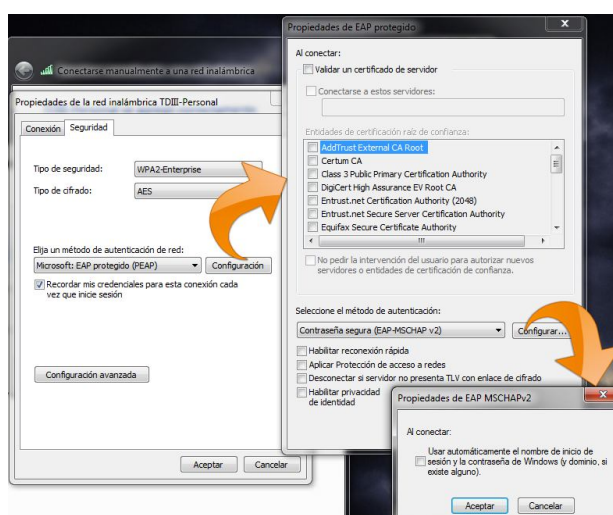 Conectarse manualmente a una red inalámbrica
Propiedades de la red inalámbrica TDIII-Personal
Conexión Seguridad
Tipo de seguridad: WPA2-Enterprise
Tipo de cifrado: AES
Elija un método de autenticación de red:
Microsoft: EAP protegido (PEAP) Configuración
Recordar mis credenciales para esta conexión cada
vez que inicie sesión
Configuración avanzada
Aceptar Cancelar
Propiedades de EAP protegido
Al conectar:
Validar un certificado de servidor
Conectarse a estos servidores:
Entidades de certificación raíz de confianza:
AddTrust External CA Root
Certum CA
Class 3 Public Primary Certification Authority
DigiCert High Assurance EV Root CA
Entrust.net Certification Authority (2048)
Entrust.net Secure Server Certification Authority
Equifax Secure Certificate Authority
No pedir la intervención del usuario para autorizar nuevos
servidores o entidades de certificación de confianza.
Seleccione el método de autenticación:
Contraseña segura (EAP-MSCHAP v2) Configurar...
Habilitar reconexión rápida
Aplicar Protección de acceso a redes
Desconectar si servidor no presenta TLV con enlace de cifrado
Habilitar privacidad
de identidad
Propiedades de EAP MSCHAPv2
Al conectar:
Usar automáticamente el nombre de inicio de
sesión y la contraseña de Windows (y dominio, si
existe alguno).
Aceptar Cancelar